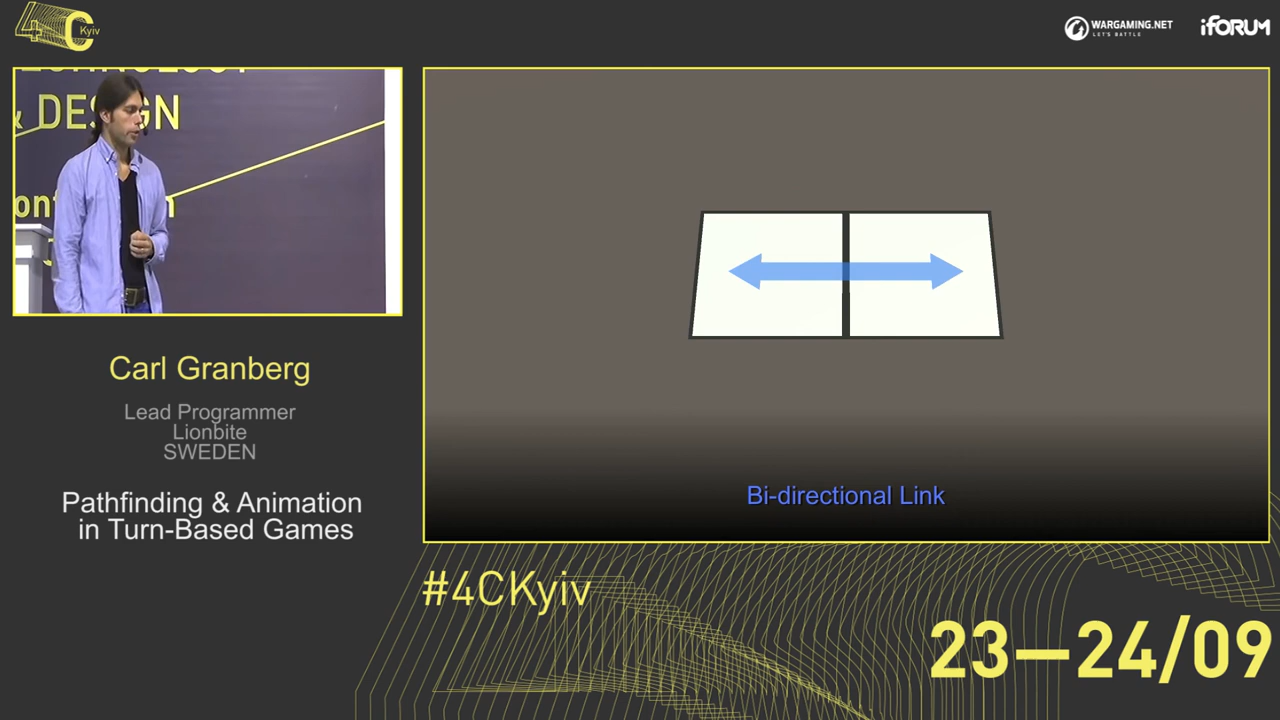 4C Kyiv
WARGAMING.NET
LET'S BATTLE
iFORUM
& DESIGN
Carl Granberg
Lead Programmer
Lionbite
SWEDEN
Pathfinding & Animation
in Turn-Based Games
Bi-directional Link
#4CKyiv
23—24/09